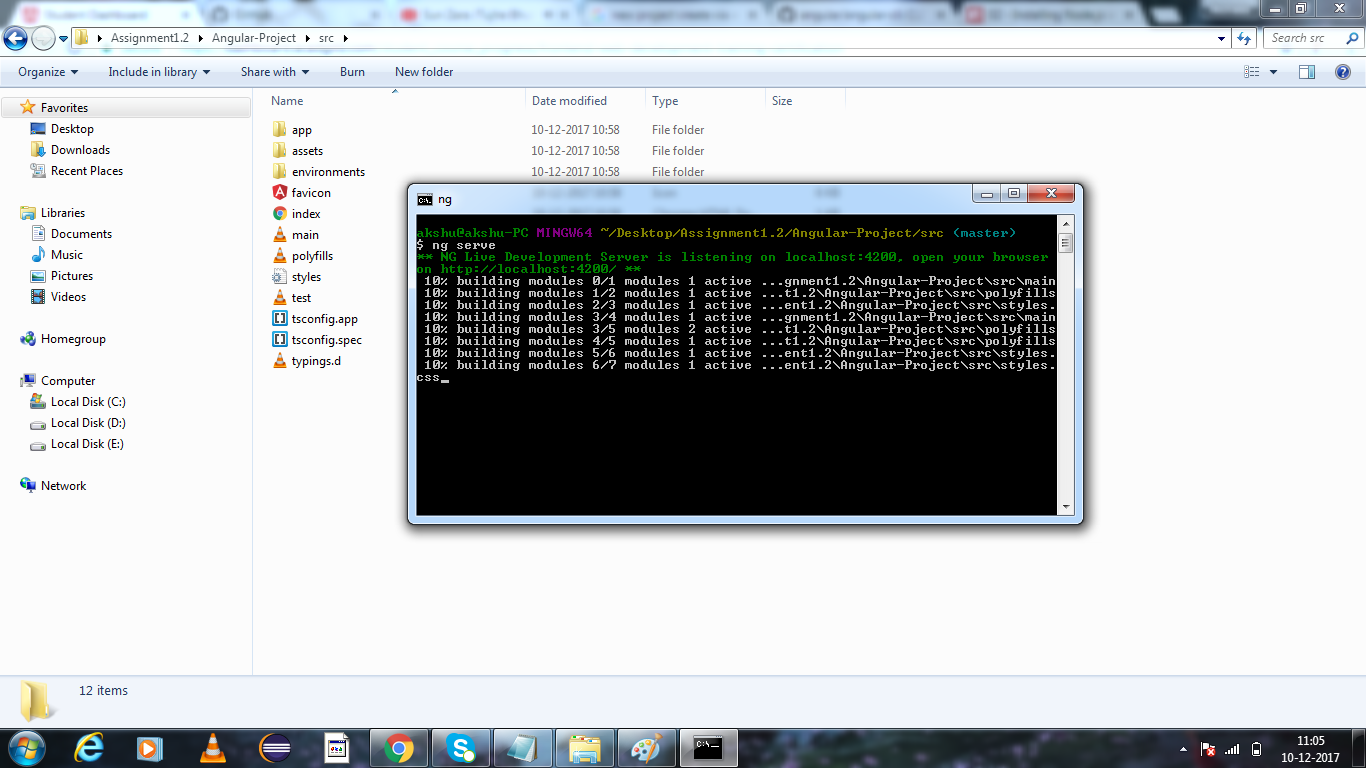 Assignment1.2 Angular-Project src
Search src
Organize Include in library Share with Burn New folder
Name Date modified Type Size
Favorites
Desktop
Downloads
Recent Places
Libraries
Documents
Music
Pictures
Videos
Homegroup
Computer
Local Disk (C:)
Local Disk (D:)
Local Disk (E:)
Network
app 10-12-2017 10:58 File folder
assets 10-12-2017 10:58 File folder
environments 10-12-2017 10:58 File folder
favicon
index
main
polyfills
styles
test
tsconfig.app
tsconfig.spec
typings.d
ng
akshu@akshu-PC MINGW64 ~/Desktop/Assignment1.2/Angular-Project/src (master)
$ ng serve
** NG Live Development Server is listening on localhost:4200, open your browser
on http://localhost:4200/ **
10% building modules 0/1 modules 1 active ...gnment1.2\Angular-Project\src\main
10% building modules 1/2 modules 1 active ...t1.2\Angular-Project\src\polyfills
10% building modules 2/3 modules 1 active ...ent1.2\Angular-Project\src\styles.
10% building modules 3/4 modules 1 active ...gnment1.2\Angular-Project\src\main
10% building modules 3/5 modules 2 active ...t1.2\Angular-Project\src\polyfills
10% building modules 4/5 modules 1 active ...t1.2\Angular-Project\src\polyfills
10% building modules 5/6 modules 1 active ...ent1.2\Angular-Project\src\styles.
10% building modules 6/7 modules 1 active ...ent1.2\Angular-Project\src\styles.
css_
12 items
11:05
10-12-2017